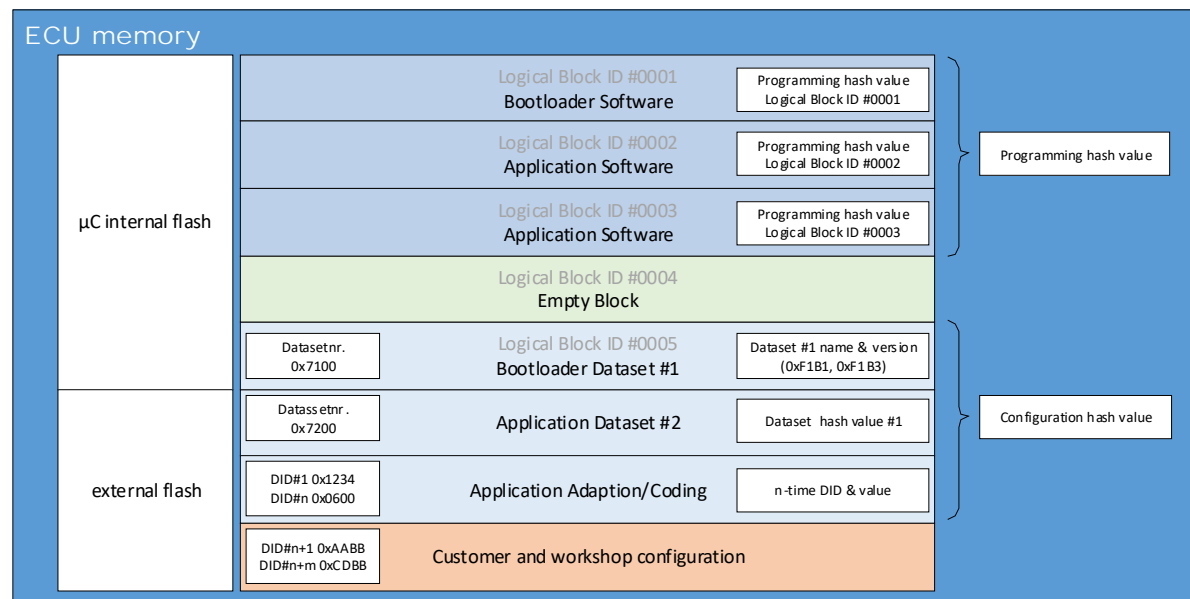 ECU memory
µC internal flash
external flash
Logical Block ID #0001
Bootloader Software
Programming hash value
Logical Block ID #0001
Logical Block ID #0002
Application Software
Programming hash value
Logical Block ID #0002
Logical Block ID #0003
Application Software
Programming hash value
Logical Block ID #0003
Programming hash value
Logical Block ID #0004
Empty Block
Datasetnr.
0x7100
Logical Block ID #0005
Bootloader Dataset #1
Dataset #1 name & version
(0xF1B1, 0xF1B3)
Datassetnr.
0x7200
Application Dataset #2
Dataset hash value #1
Configuration hash value
DID#1 0x1234
DID#n 0x0600
Application Adaption/Coding
n-time DID & value
DID#n+1 0xAABB
DID#n+m 0xCDBB
Customer and workshop configuration